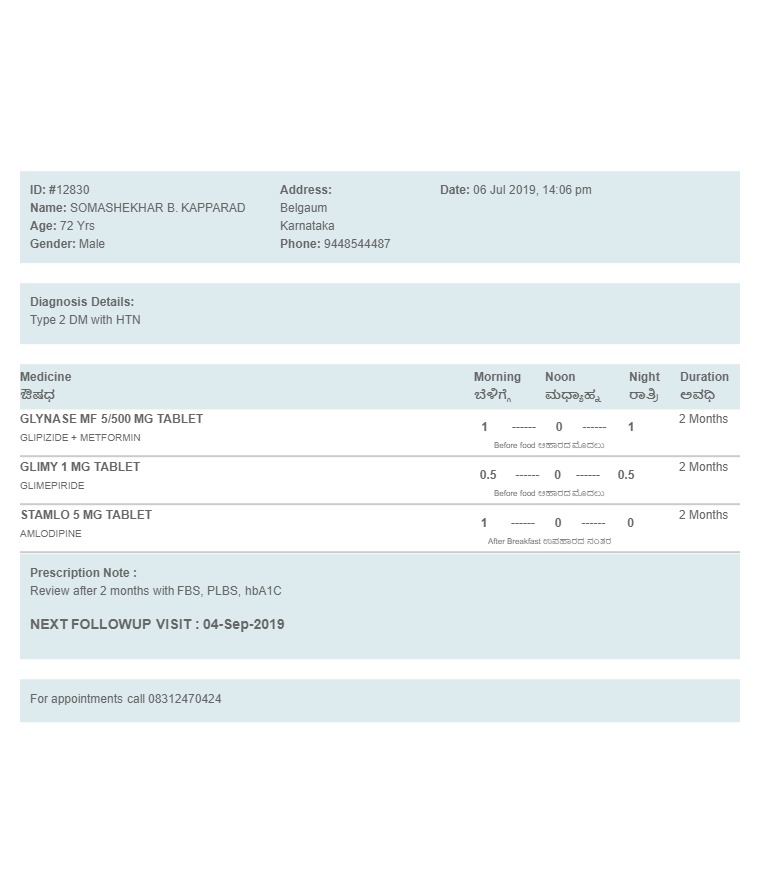 ID: #12830
Name: SOMASHEKHAR B. KAPPARAD
Age: 72 Yrs
Gender: Male
Address:
Belgaum
Karnataka
Phone: 9448544487
Date: 06 Jul 2019, 14:06 pm
Diagnosis Details:
Type 2 DM with HTN
Medicine Morning Noon Night Duration
ಔಷಧ ಬೆಳಿಗ್ಗೆ ಮಧ್ಯಾಹ್ನ ರಾತ್ರಿ ಅವಧಿ
GLYNASE MF 5/500 MG TABLET 2 Months
1 ------ 0 ------ 1
GLIPIZIDE + METFORMIN
Before food ಆಹಾರದ ಮೊದಲು
GLIMY 1 MG TABLET 2 Months
0.5 ------ 0 ------ 0.5
GLIMEPIRIDE
Before food ಆಹಾರದ ಮೊದಲು
STAMLO 5 MG TABLET 2 Months
1 ------ 0 ------ 0
AMLODIPINE
After Breakfast ಉಪಹಾರದ ನಂತರ
Prescription Note :
Review after 2 months with FBS, PLBS, hbA1C
NEXT FOLLOWUP VISIT : 04-Sep-2019
For appointments call 08312470424